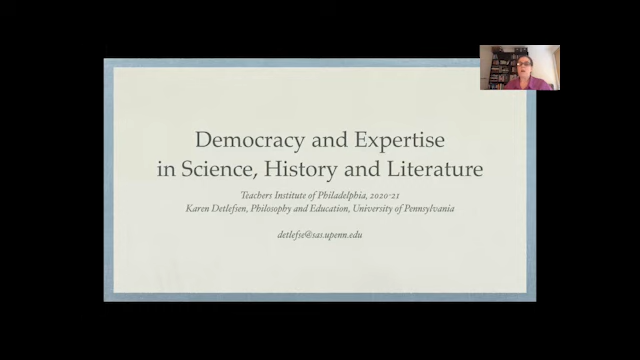 Democracy and Expertise
in Science, History and Literature
Teachers Institute of Philadelphia, 2020-21
Karen Detlefsen, Philosophy and Education, University of Pennsylvania
detlefse@sas.upenn.edu